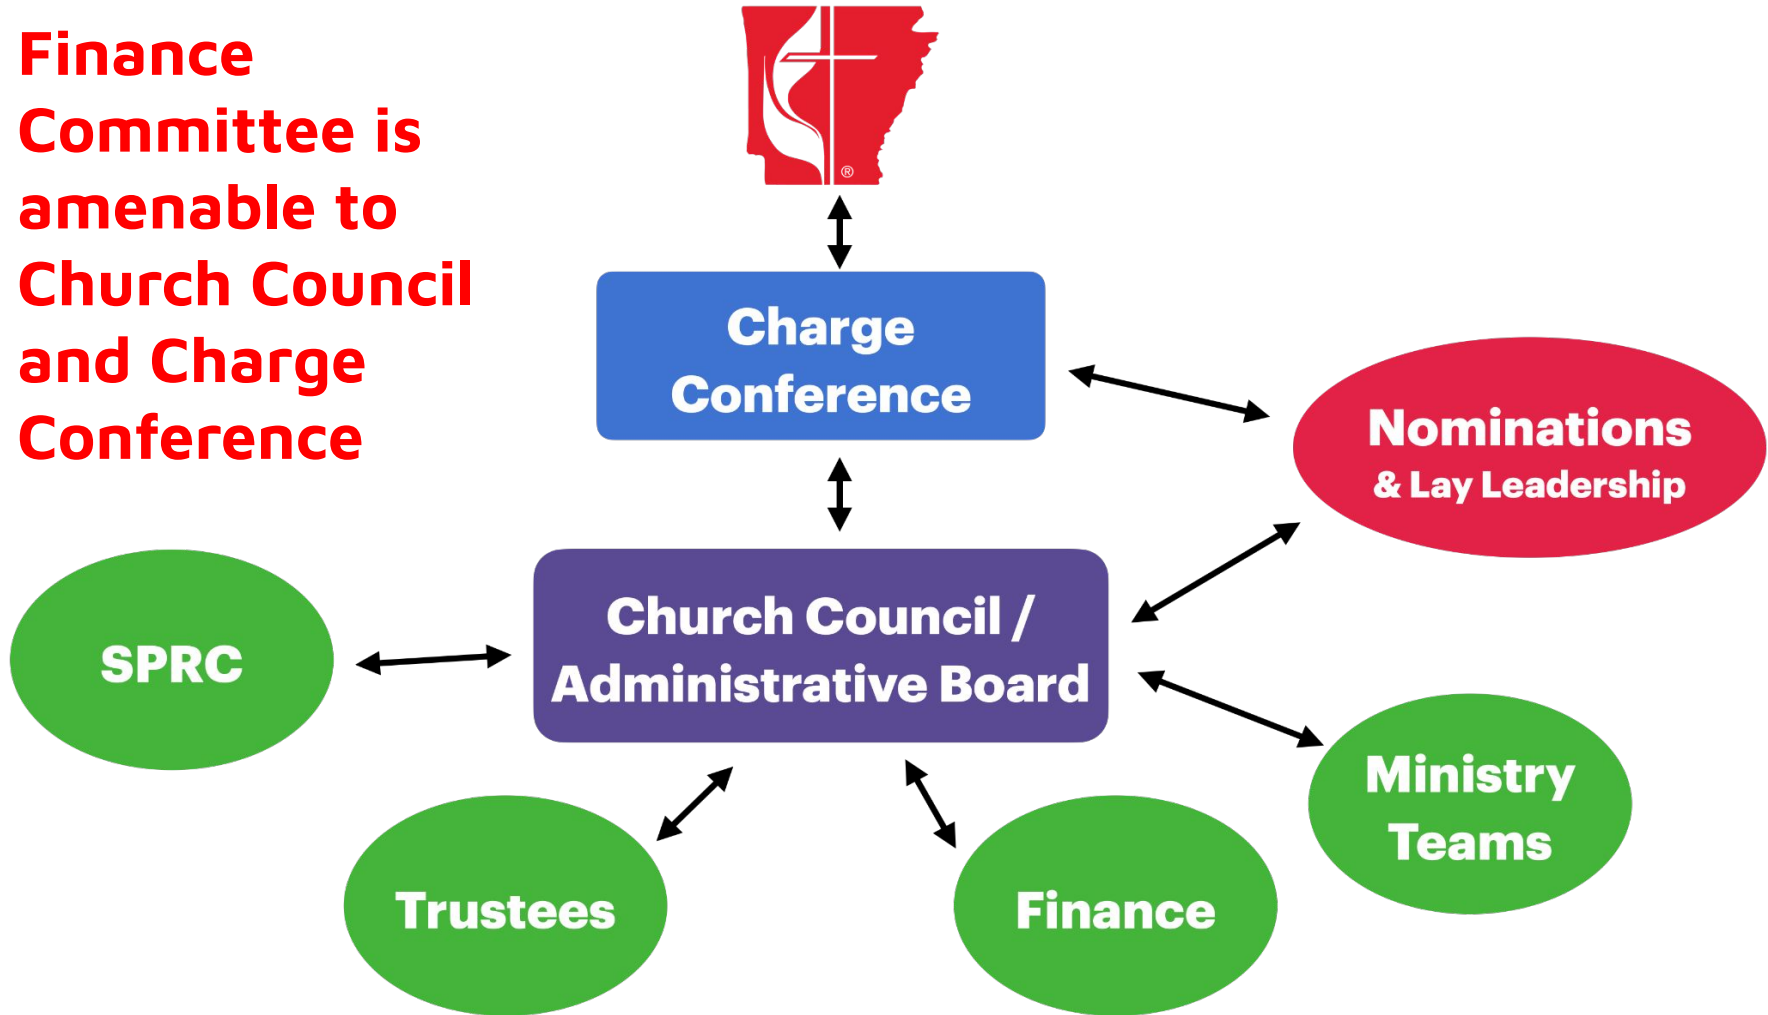 Finance
Committee is
amenable to
Church Council
and Charge
Conference
®
Charge
Conference
Nominations
& Lay Leadership
Church Council /
Administrative Board
SPRC
Ministry
Teams
Trustees
Finance